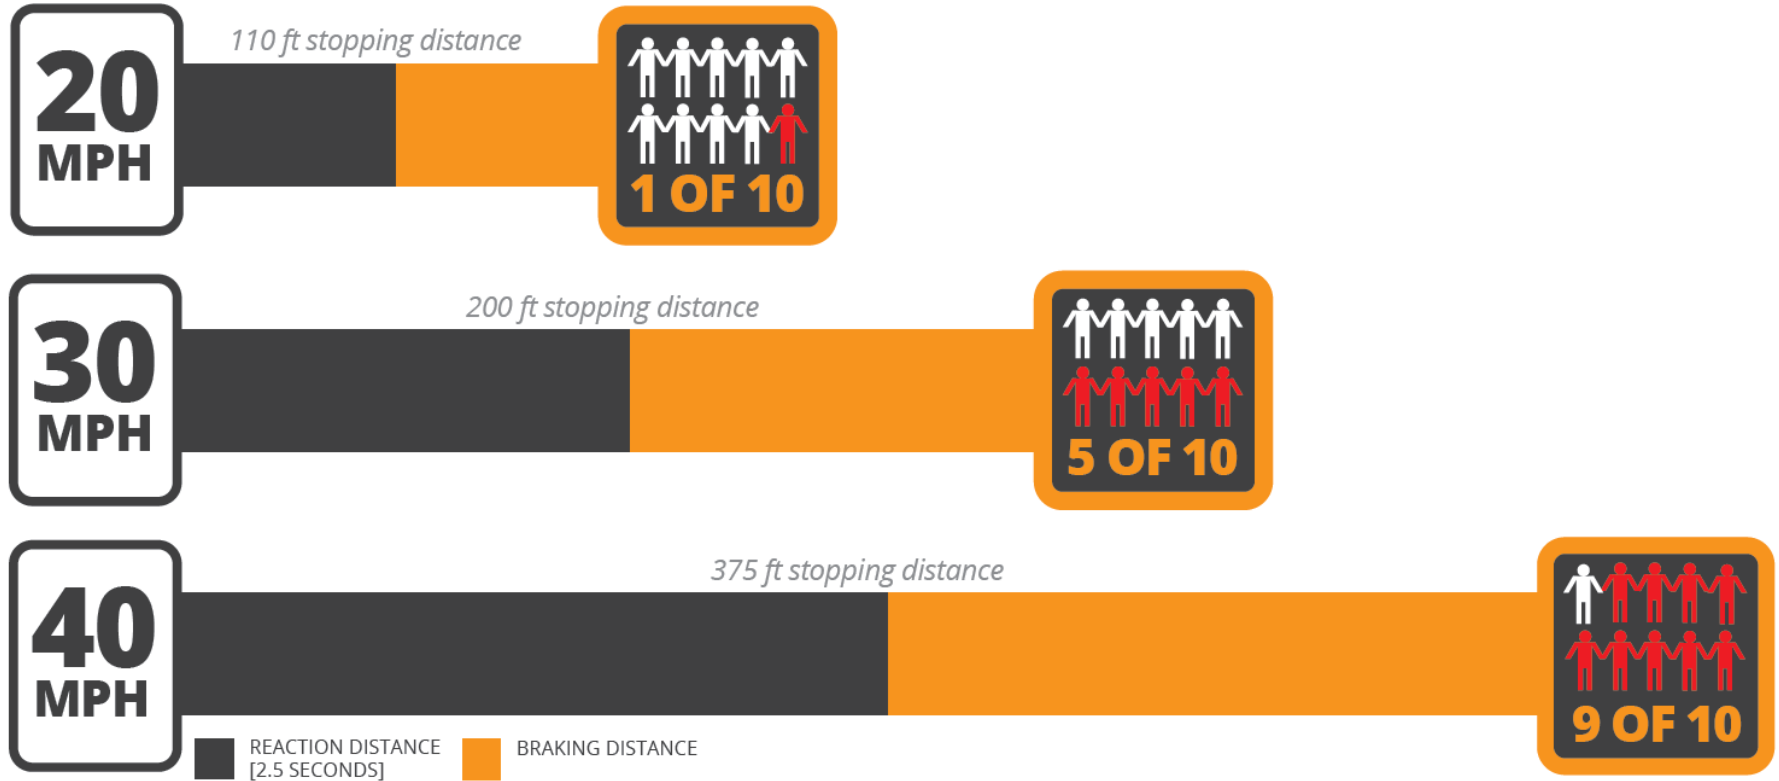 20
MPH
110 ft stopping distance
1 OF 10
30
MPH
200 ft stopping distance
5 OF 10
40
MPH
375 ft stopping distance
9 OF 10
REACTION DISTANCE
[2.5 SECONDS]
BRAKING DISTANCE